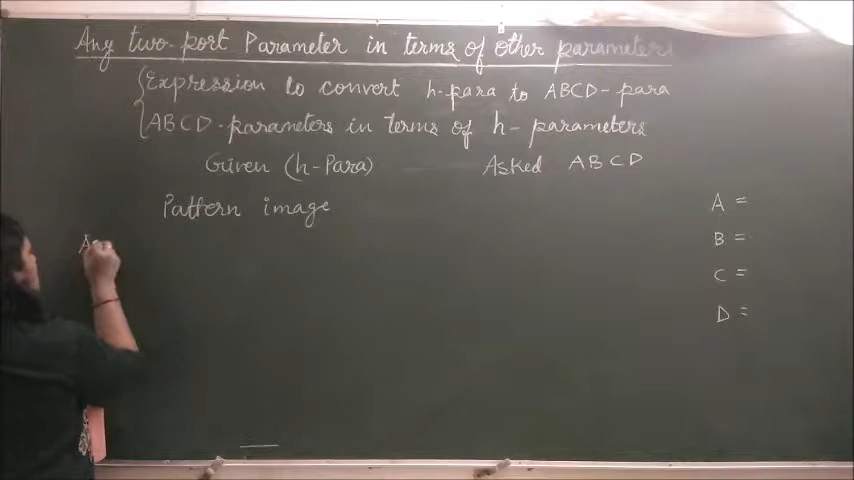 Any two-port Parameter in terms of Other parameters
Expression to convert h-para to ABCD-para
ABCD-parameters in terms of h-parameters
Given (h-Para) Asked ABCD
Pattern image
A =
B =
C =
D =
A